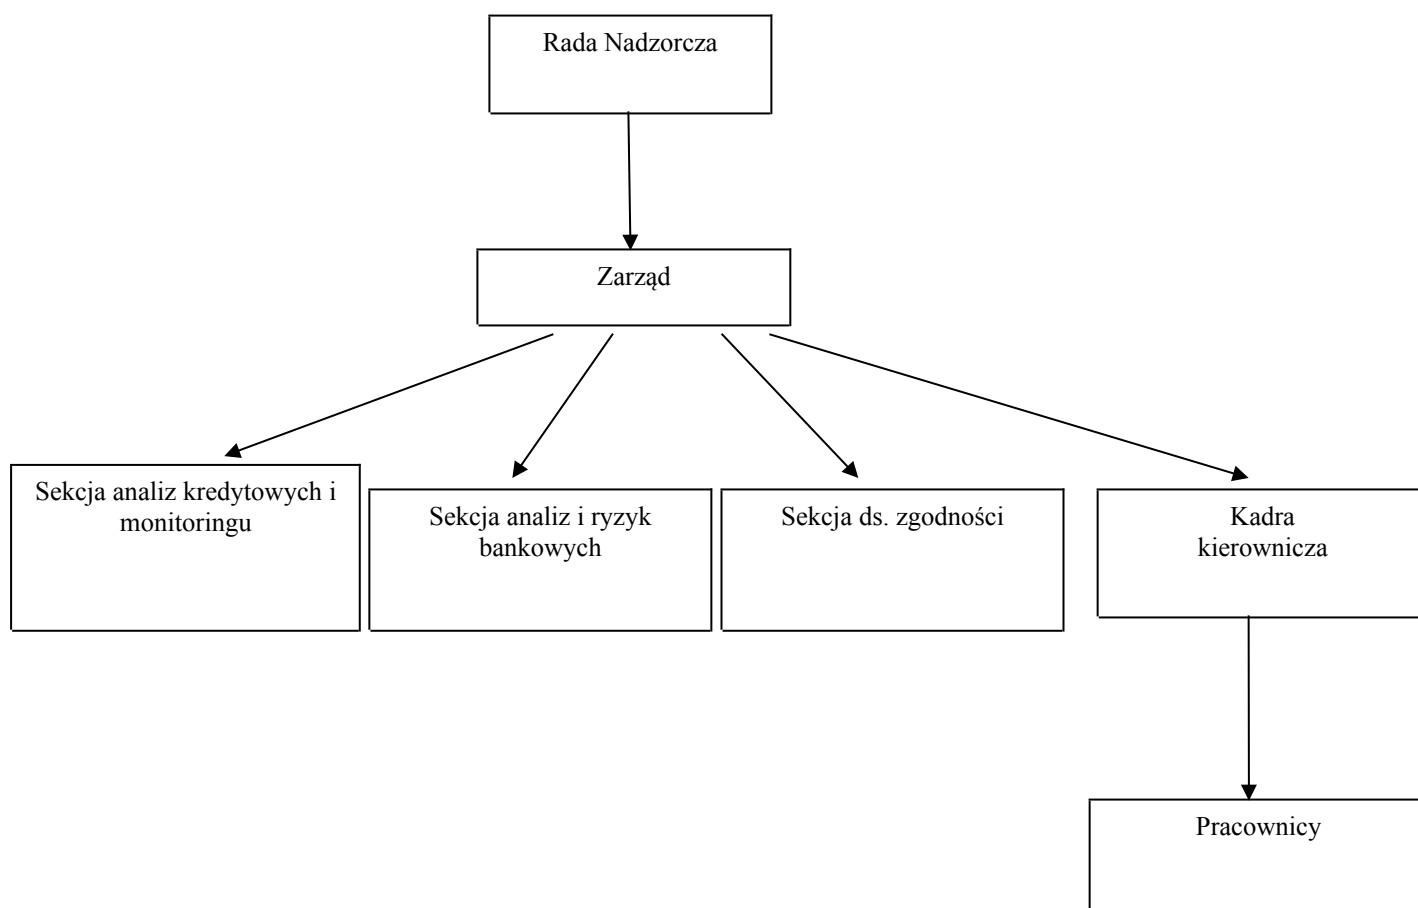 Rada Nadzorcza
Zarząd
Sekcja analiz kredytowych i
monitoringu
Sekcja analiz i ryzyk
bankowych
Sekcja ds. zgodności
Kadra
kierownicza
Pracownicy